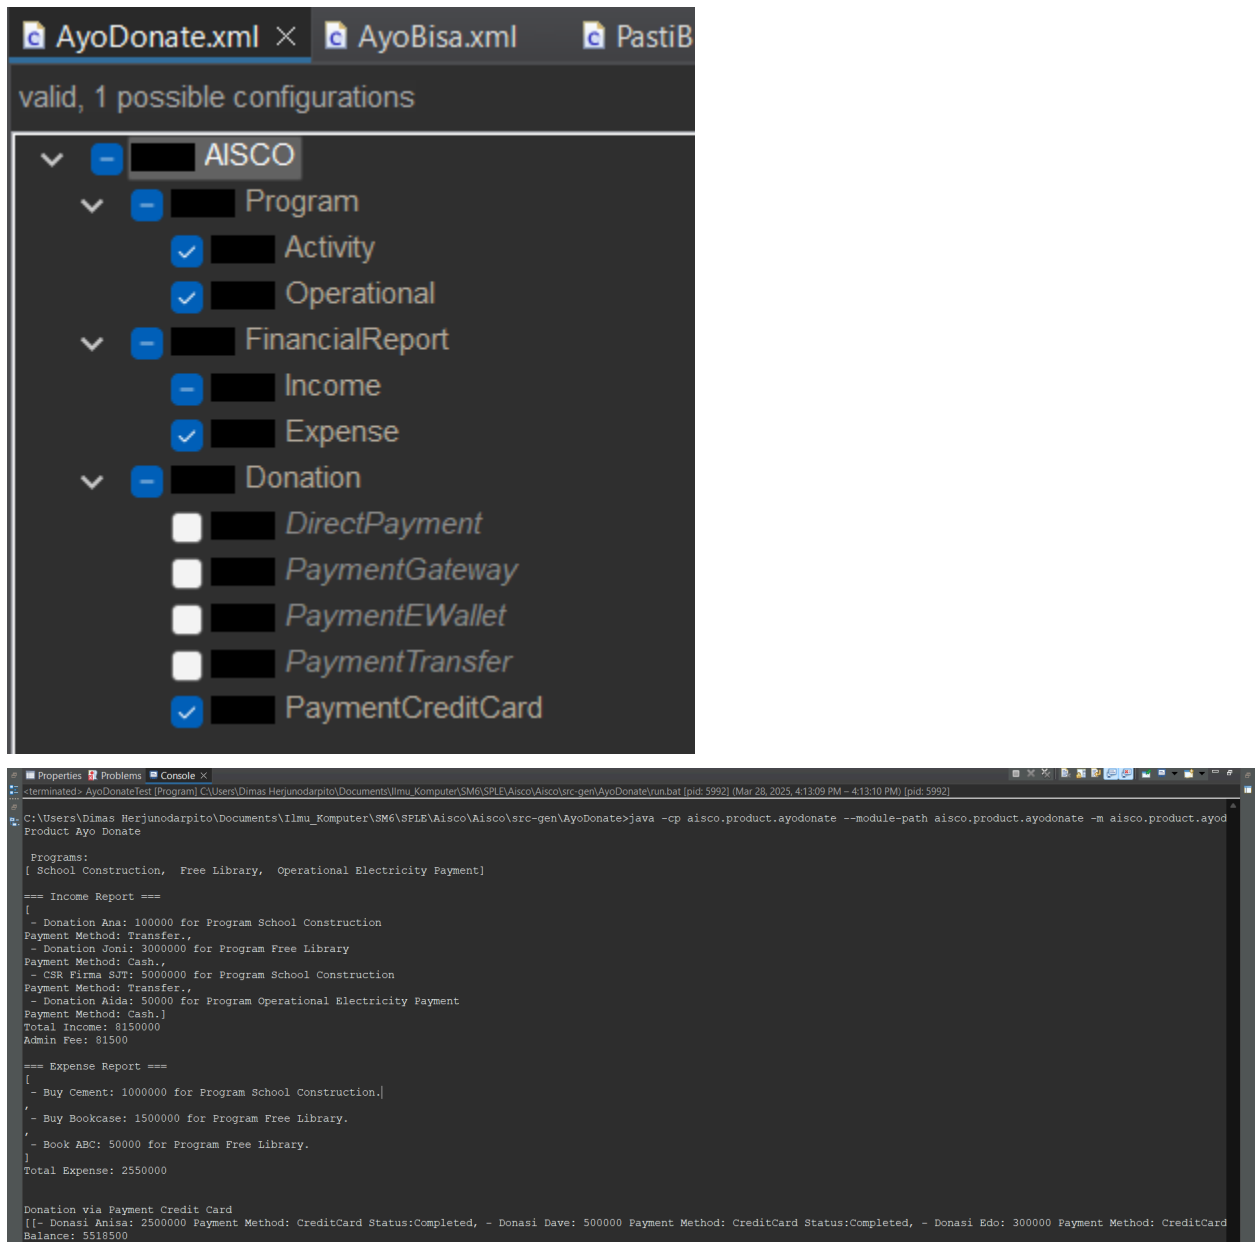 AyoDonate.xml
AyoBisa.xml
PastiB
valid, 1 possible configurations
AISCO
Program
Activity
Operational
FinancialReport
Income
Expense
Donation
DirectPayment
PaymentGateway
PaymentEWallet
PaymentTransfer
PaymentCreditCard
Properties Problems Console
<terminated> AyoDonateTest [Program] C:\Users\Dimas Herjunodarpito\Documents\Ilmu_Komputer\SM6\SPLE\Aisco\Aisco\src-gen\AyoDonate\run.bat [pid: 5992] (Mar 28, 2025, 4:13:09 PM – 4:13:10 PM) [pid: 5992]
C:\Users\Dimas Herjunodarpito\Documents\Ilmu_Komputer\SM6\SPLE\Aisco\Aisco\src-gen\AyoDonate>java -cp aisco.product.ayodonate --module-path aisco.product.ayodonate -m aisco.product.ayod
Product Ayo Donate
Programs:
[ School Construction,  Free Library,  Operational Electricity Payment]
=== Income Report ===
[
- Donation Ana: 100000 for Program School Construction
Payment Method: Transfer.,
- Donation Joni: 3000000 for Program Free Library
Payment Method: Cash.,
- CSR Firma SJT: 5000000 for Program School Construction
Payment Method: Transfer.,
- Donation Aida: 50000 for Program Operational Electricity Payment
Payment Method: Cash.]
Total Income: 8150000
Admin Fee: 81500
=== Expense Report ===
[
- Buy Cement: 1000000 for Program School Construction.
,
- Buy Bookcase: 1500000 for Program Free Library.
,
- Book ABC: 50000 for Program Free Library.
]
Total Expense: 2550000
Donation via Payment Credit Card
[[- Donasi Anisa: 2500000 Payment Method: CreditCard Status:Completed, - Donasi Dave: 500000 Payment Method: CreditCard Status:Completed, - Donasi Edo: 300000 Payment Method: CreditCard
Balance: 5518500